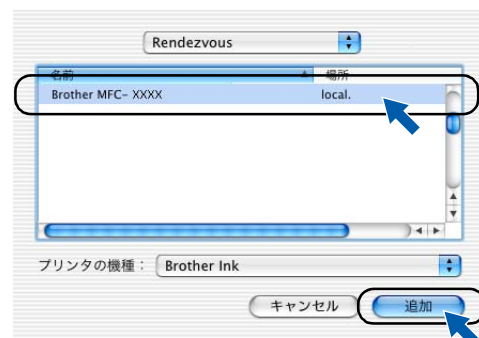 Rendezvous
名前 場所
Brother MFC- XXXX local.
プリンタの機種： Brother Ink
キャンセル 追加